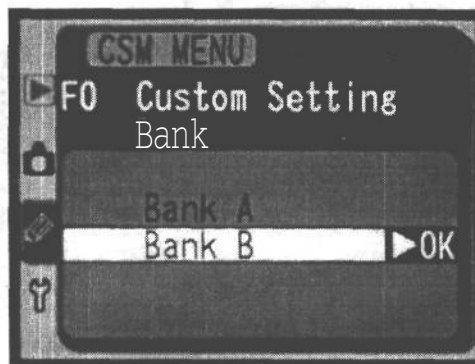 CSM MENU
F0 Custom Setting
Bank
Bank A
Bank B ▶OK